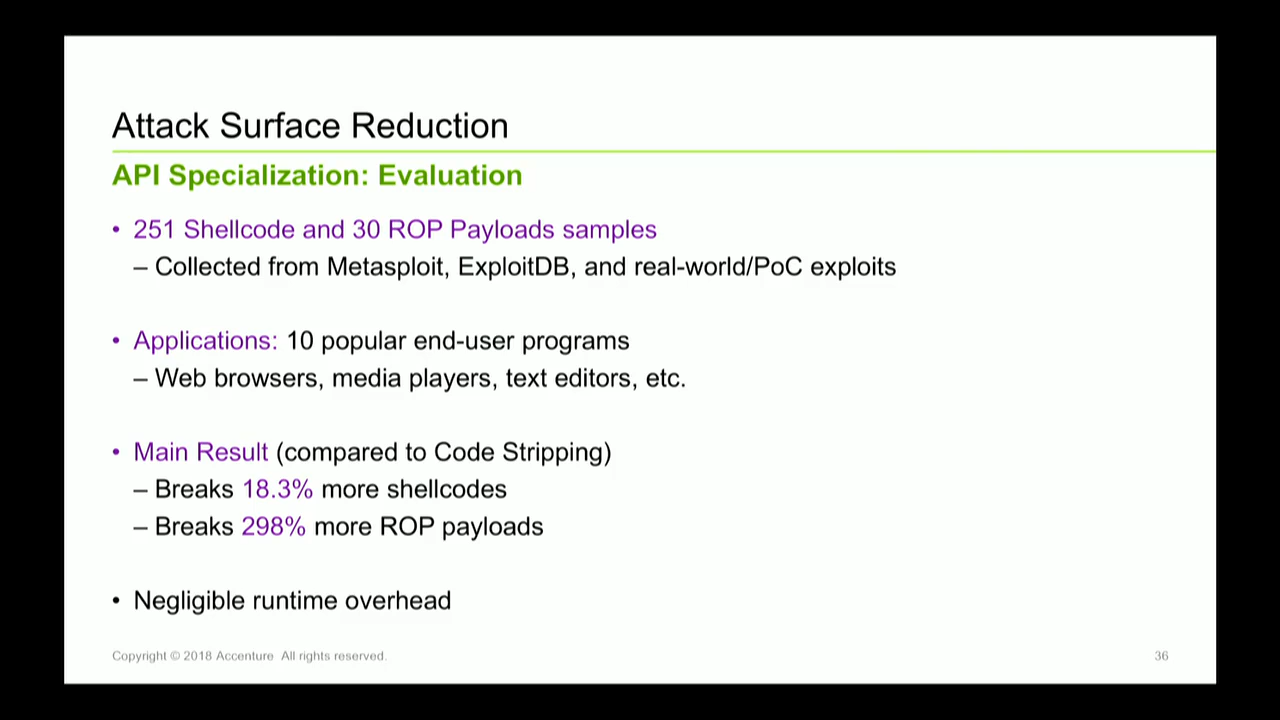 Attack Surface Reduction
API Specialization: Evaluation
• 251 Shellcode and 30 ROP Payloads samples
– Collected from Metasploit, ExploitDB, and real-world/PoC exploits
• Applications: 10 popular end-user programs
– Web browsers, media players, text editors, etc.
• Main Result (compared to Code Stripping)
– Breaks 18.3% more shellcodes
– Breaks 298% more ROP payloads
• Negligible runtime overhead
Copyright © 2018 Accenture All rights reserved.
36